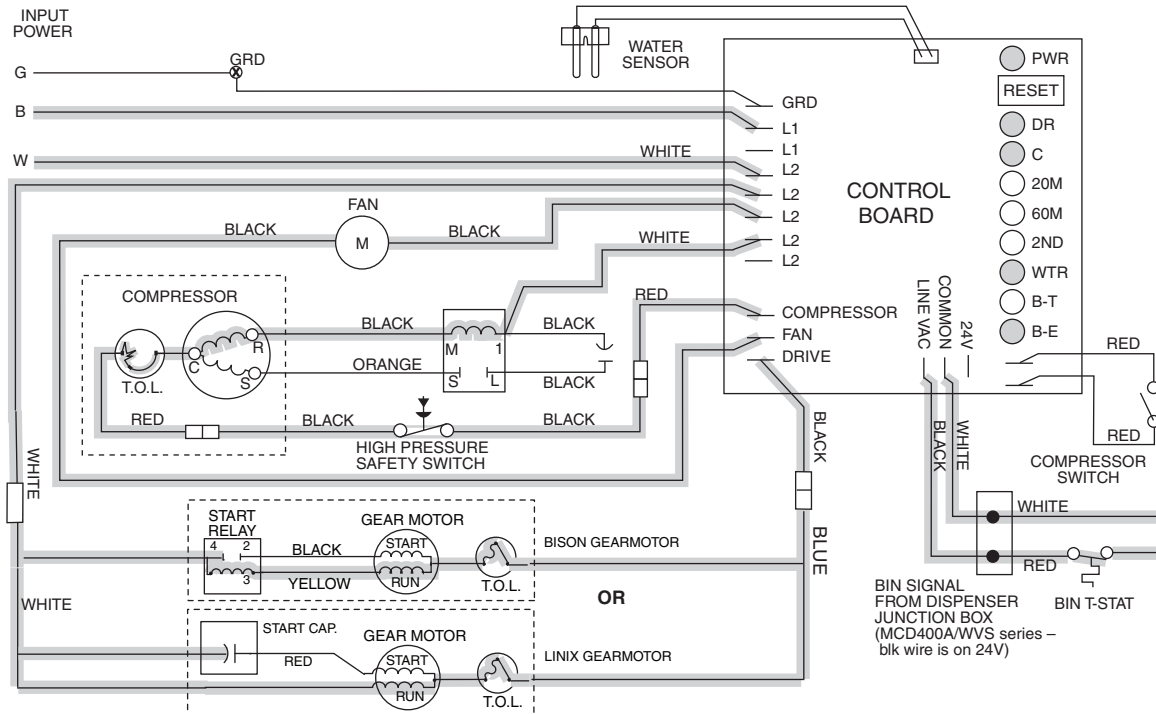 INPUT
POWER
G
GRD
B
W
WATER
SENSOR
WHITE
GRD
L1
L1
L2
L2
L2
L2
L2
CONTROL
BOARD
PWR
RESET
DR
C
20M
60M
2ND
WTR
B-T
B-E
FAN
M
BLACK
BLACK
WHITE
COMPRESSOR
T.O.L.
C
R
S
BLACK
ORANGE
M
1
S
L
BLACK
BLACK
RED
COMPRESSOR
FAN
DRIVE
LINE VAC
COMMON
24V
RED
RED
COMPRESSOR
SWITCH
RED
BLACK
BLACK
HIGH PRESSURE
SAFETY SWITCH
BLACK
BLACK
WHITE
WHITE
WHITE
RED
BIN T-STAT
BIN SIGNAL
FROM DISPENSER
JUNCTION BOX
(MCD400A/WVS series –
blk wire is on 24V)
START
RELAY
4
2
3
BLACK
YELLOW
GEAR MOTOR
START
RUN
T.O.L.
BISON GEARMOTOR
BLUE
OR
WHITE
START CAP.
RED
GEAR MOTOR
START
RUN
T.O.L.
LINIX GEARMOTOR